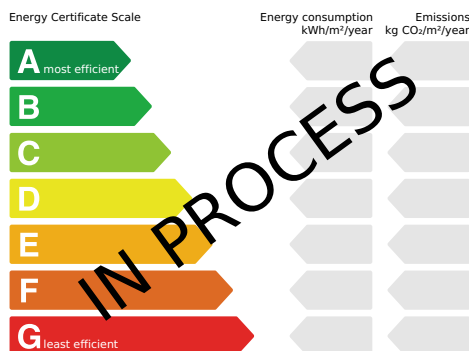 Energy Certificate Scale
Energy consumption
kWh/m²/year
Emissions
kg CO₂/m²/year
A most efficient
B
C
D
E
F
G least efficient
IN PROCESS